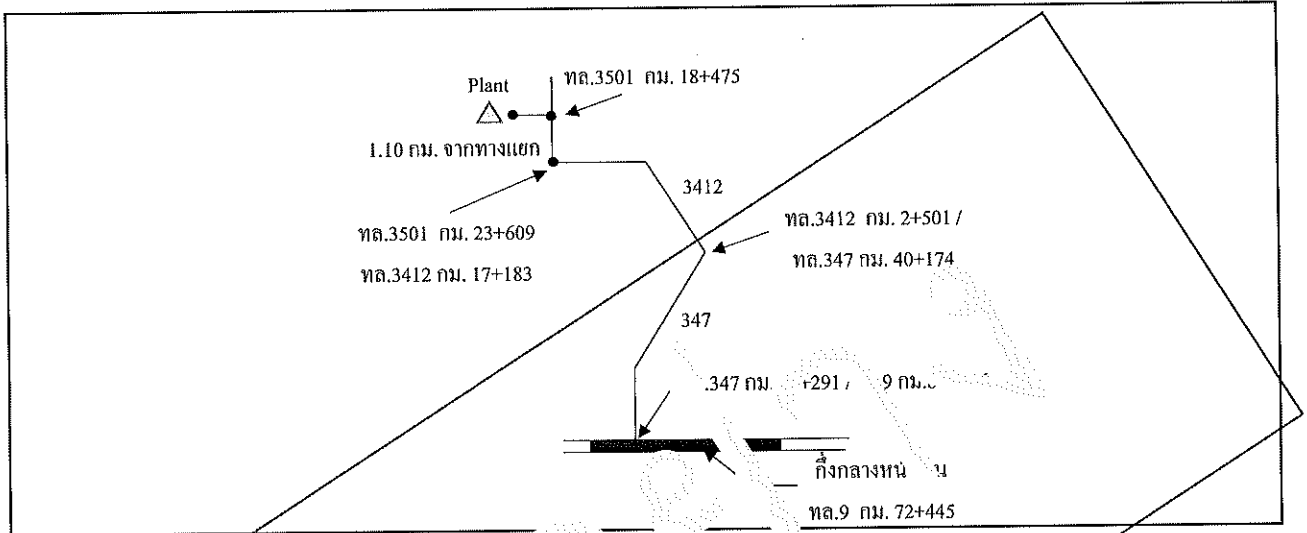 Plant
ทล.3501 กม. 18+475
1.10 กม. จากทางแยก
3412
ทล.3501 กม. 23+609
ทล.3412 กม. 17+183
ทล.3412 กม. 2+501 /
ทล.347 กม. 40+174
347
.347 กม. +291 / 9 กม.
กึ่งกลางหน
ทล.9 กม. 72+445